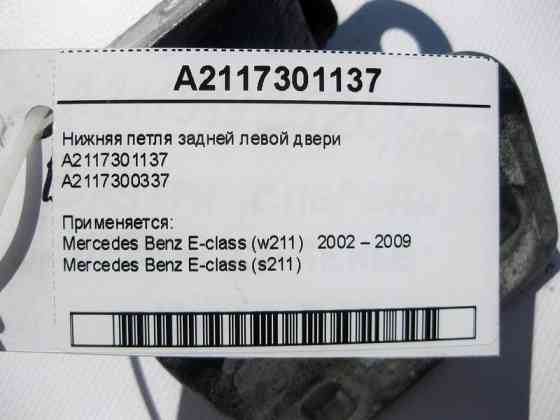 A2117301137
Нижняя петля задней левой двери
A2117301137
A2117300337
Применяется:
Mercedes Benz E-class (w211) 2002 – 2009
Mercedes Benz E-class (s211)